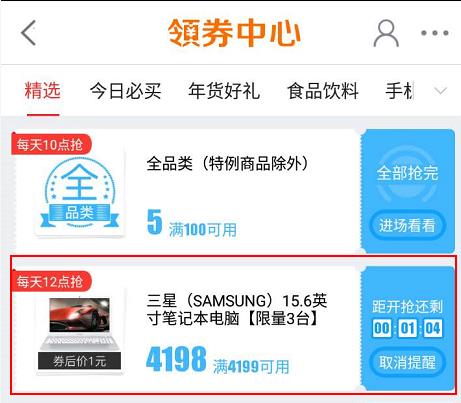 領券中心
精选 今日必买 年货好礼 食品饮料 手机
每天10点抢
全
品类
全品类（特例商品除外）
5 满100可用
全部抢完
进场看看
每天12点抢
券后价1元
三星（SAMSUNG）15.6英
寸笔记本电脑【限量3台】
4198 满4199可用
距开抢还剩
00:01:04
取消提醒